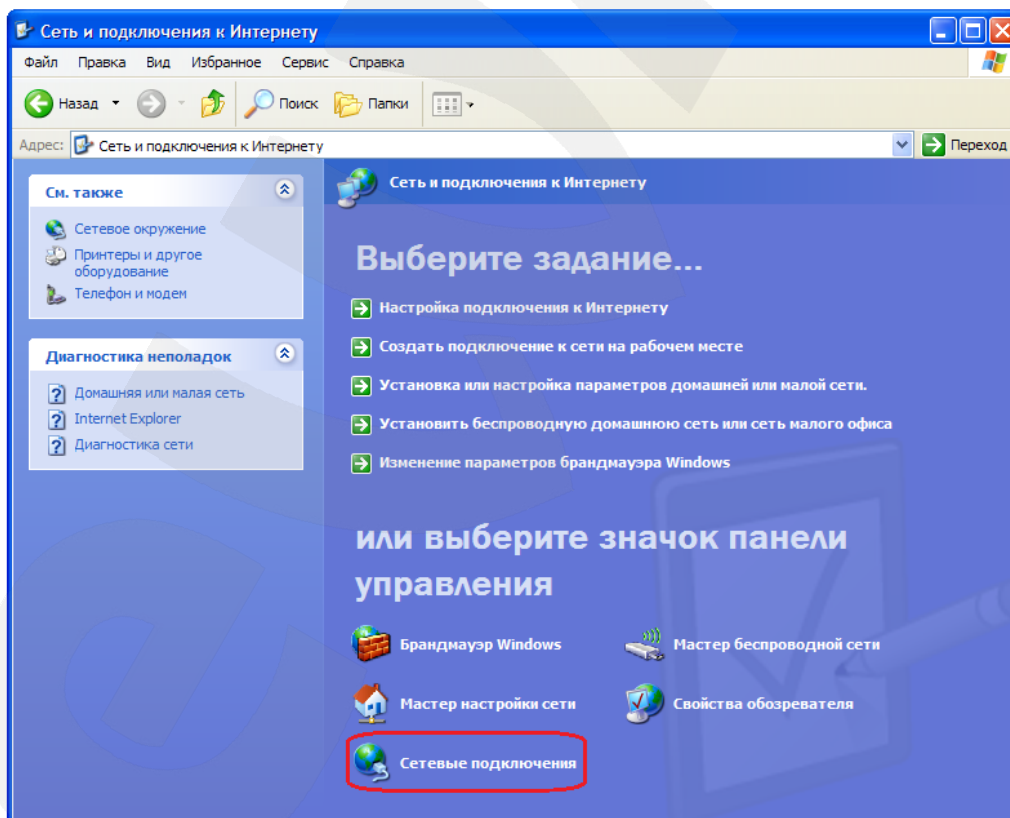 Сеть и подключения к Интернету
Файл Правка Вид Избранное Сервис Справка
Назад Поиск Папки
Адрес: Сеть и подключения к Интернету Переход
См. также
Сетевое окружение
Принтеры и другое
оборудование
Телефон и модем
Диагностика неполадок
Домашняя или малая сеть
Internet Explorer
Диагностика сети
Сеть и подключения к Интернету
Выберите задание...
Настройка подключения к Интернету
Создать подключение к сети на рабочем месте
Установка или настройка параметров домашней или малой сети.
Установить беспроводную домашнюю сеть или сеть малого офиса
Изменение параметров брандмауэра Windows
или выберите значок панели
управления
Брандмауэр Windows Мастер беспроводной сети
Мастер настройки сети Свойства обозревателя
Сетевые подключения